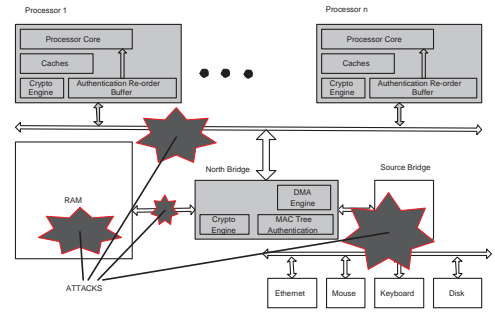 Processor 1
Processor n
Processor Core
Processor Core
Caches
Caches
Crypto
Engine
Authentication Re-order
Buffer
Crypto
Engine
Authentication Re-order
Buffer
North Bridge
Source Bridge
DMA
Engine
RAM
Crypto
Engine
MAC Tree
Authentication
ATTACKS
Ethernet
Mouse
Keyboard
Disk